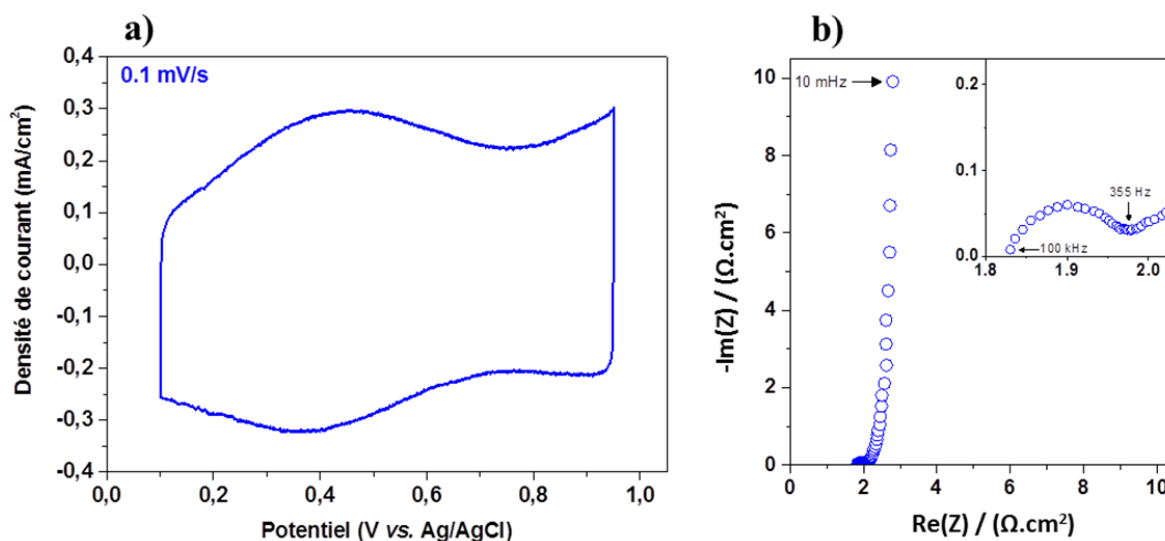 a)
0.1 mV/s
0,4
0,3
0,2
0,1
0,0
-0,1
-0,2
-0,3
-0,4
0,0 0,2 0,4 0,6 0,8 1,0
Densité de courant (mA/cm²)
Potentiel (V vs. Ag/AgCl)
b)
10 mHz
10
8
6
4
2
0
0 2 4 6 8 10
-Im(Z) / (Ω.cm²)
Re(Z) / (Ω.cm²)
0.2
0.1
0.0
1.8 1.9 2.0
355 Hz
100 kHz